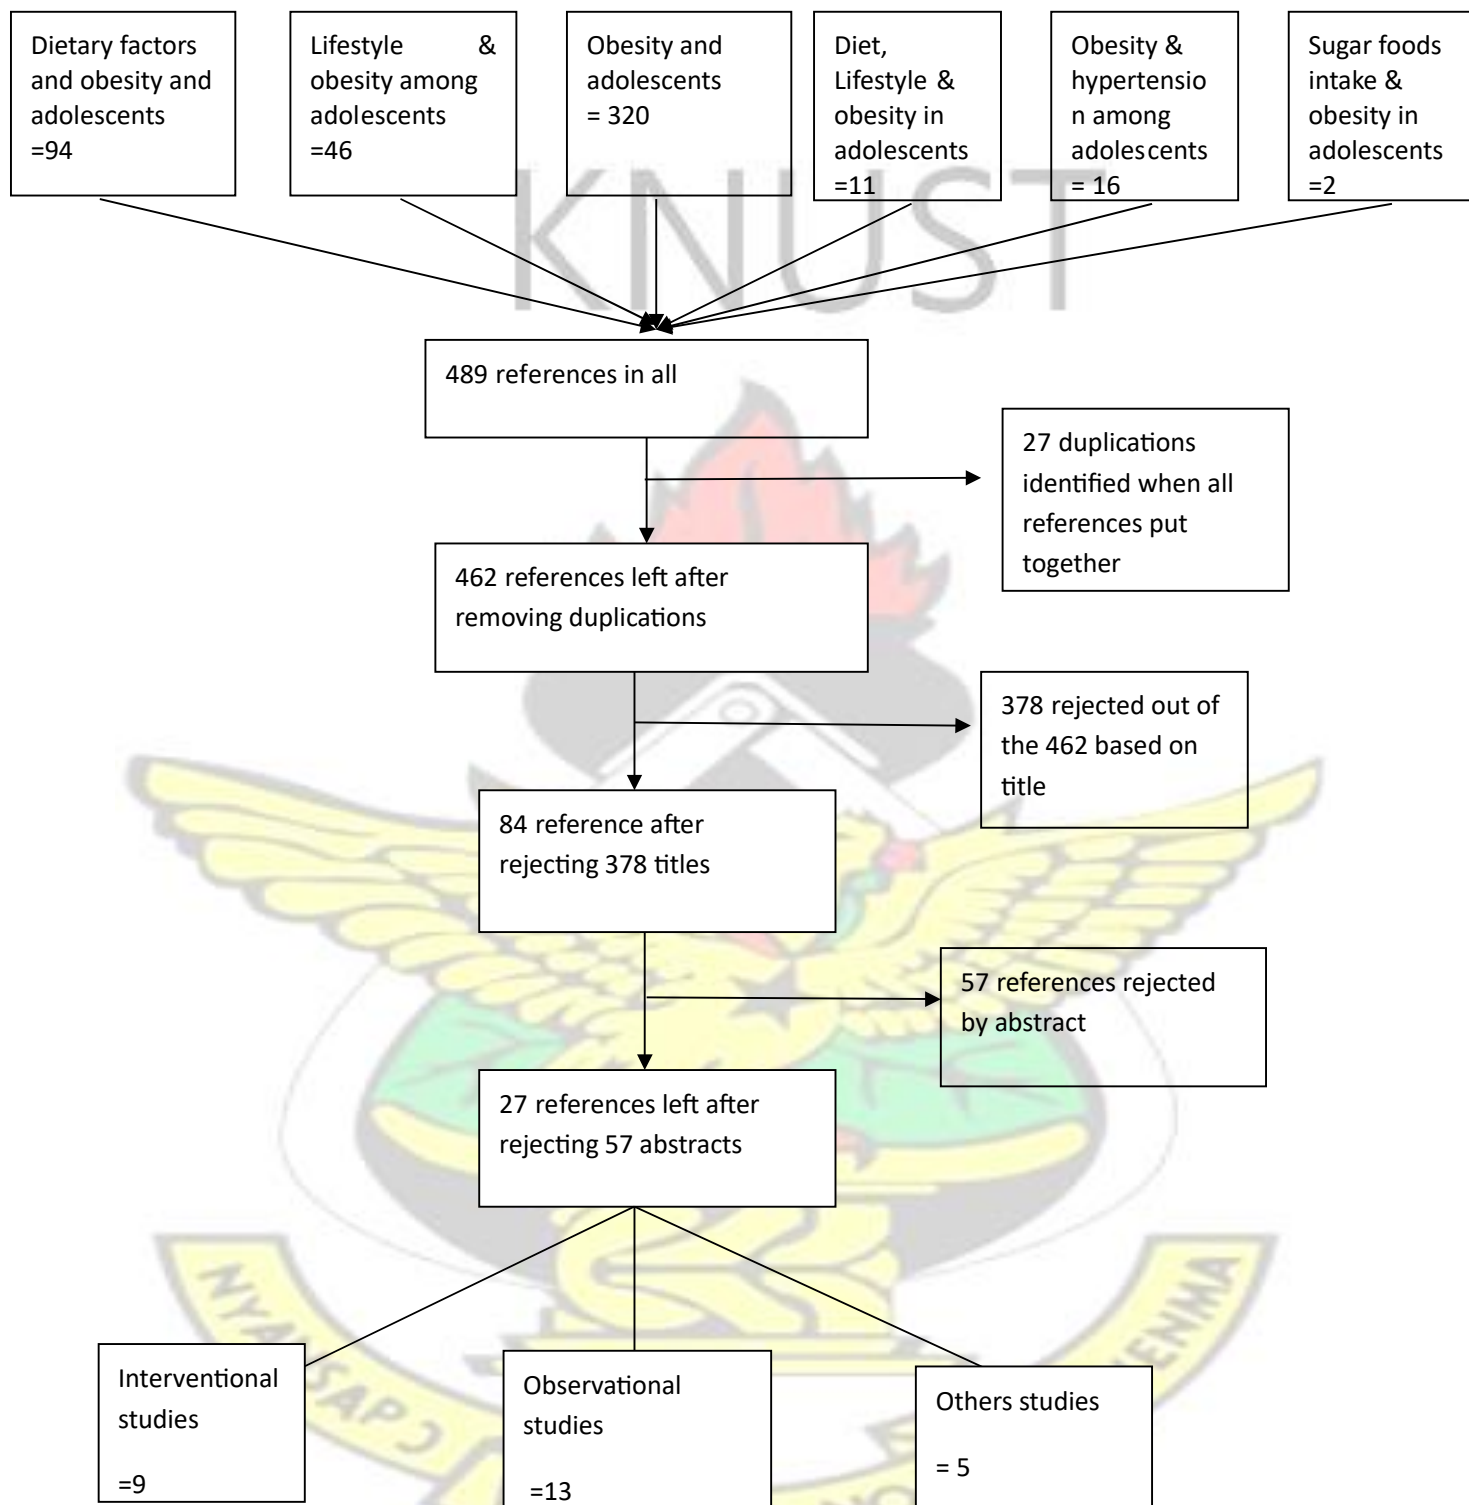 Dietary factors
and obesity and
adolescents
=94
Lifestyle &
obesity among
adolescents
=46
Obesity and
adolescents
= 320
Diet,
Lifestyle &
obesity in
adolescents
=11
Obesity &
hypertensio
n among
adolescents
= 16
Sugar foods
intake &
obesity in
adolescents
=2
KNUST
489 references in all
27 duplications
identified when all
references put
together
462 references left after
removing duplications
378 rejected out of
the 462 based on
title
84 reference after
rejecting 378 titles
57 references rejected
by abstract
27 references left after
rejecting 57 abstracts
Interventional
studies
=9
Observational
studies
=13
Others studies
= 5